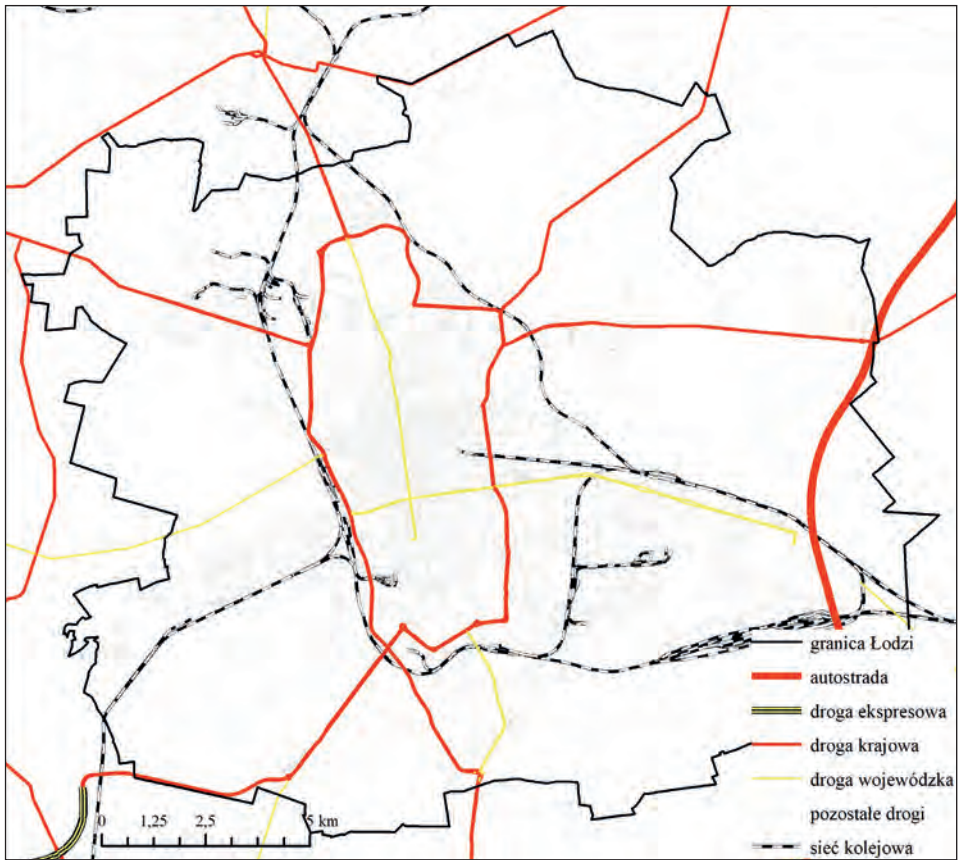 granica Łodzi
autostrada
droga ekspresowa
droga krajowa
droga wojewódzka
pozostałe drogi
sieć kolejowa
0 1,25 2,5 5 km